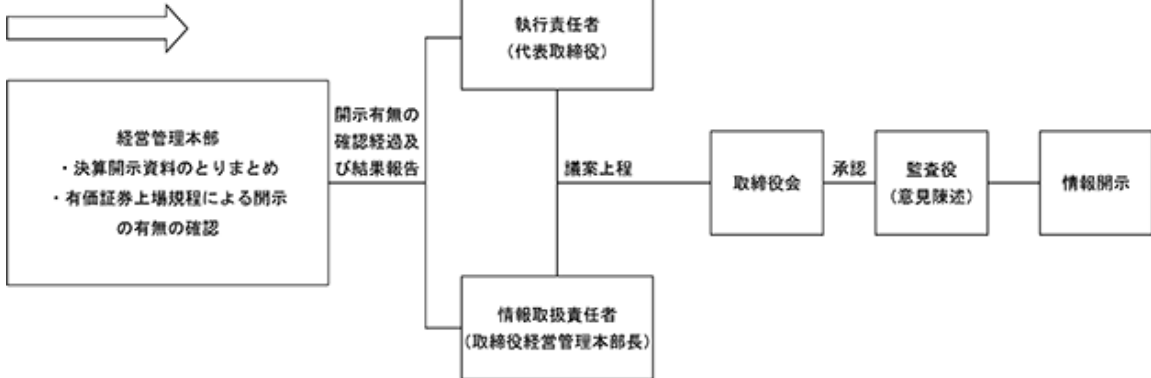 経営管理本部
・決算開示資料のとりまとめ
・有価証券上場規程による開示
の有無の確認
開示有無の
確認経過及
び結果報告
執行責任者
(代表取締役)
情報取扱責任者
(取締役経営管理本部長)
議案上程
取締役会
承認
監査役
(意見陳述)
情報開示